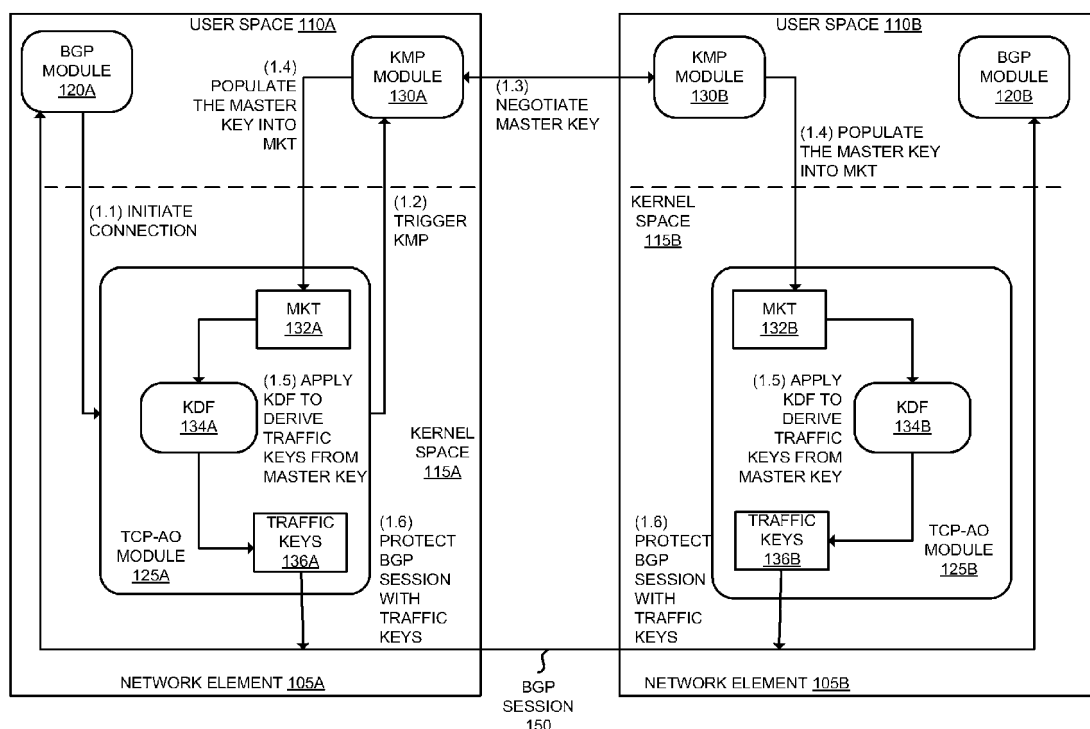 USER SPACE 110A
BGP
MODULE
120A
(1.4)
POPULATE
THE MASTER
KEY INTO
MKT
KMP
MODULE
130A
(1.3)
NEGOTIATE
MASTER KEY
(1.1) INITIATE
CONNECTION
(1.2)
TRIGGER
KMP
MKT
132A
KDF
134A
(1.5) APPLY
KDF TO
DERIVE
TRAFFIC
KEYS FROM
MASTER KEY
KERNEL
SPACE
115A
TRAFFIC
KEYS
136A
TCP-AO
MODULE
125A
(1.6)
PROTECT
BGP
SESSION
WITH
TRAFFIC
KEYS
NETWORK ELEMENT 105A
BGP
SESSION
150
USER SPACE 110B
KMP
MODULE
130B
BGP
MODULE
120B
(1.4) POPULATE
THE MASTER KEY
INTO MKT
KERNEL
SPACE
115B
MKT
132B
(1.5) APPLY
KDF TO
DERIVE
TRAFFIC
KEYS FROM
MASTER KEY
KDF
134B
(1.6)
PROTECT
BGP
SESSION
WITH
TRAFFIC
KEYS
TRAFFIC
KEYS
136B
TCP-AO
MODULE
125B
NETWORK ELEMENT 105B